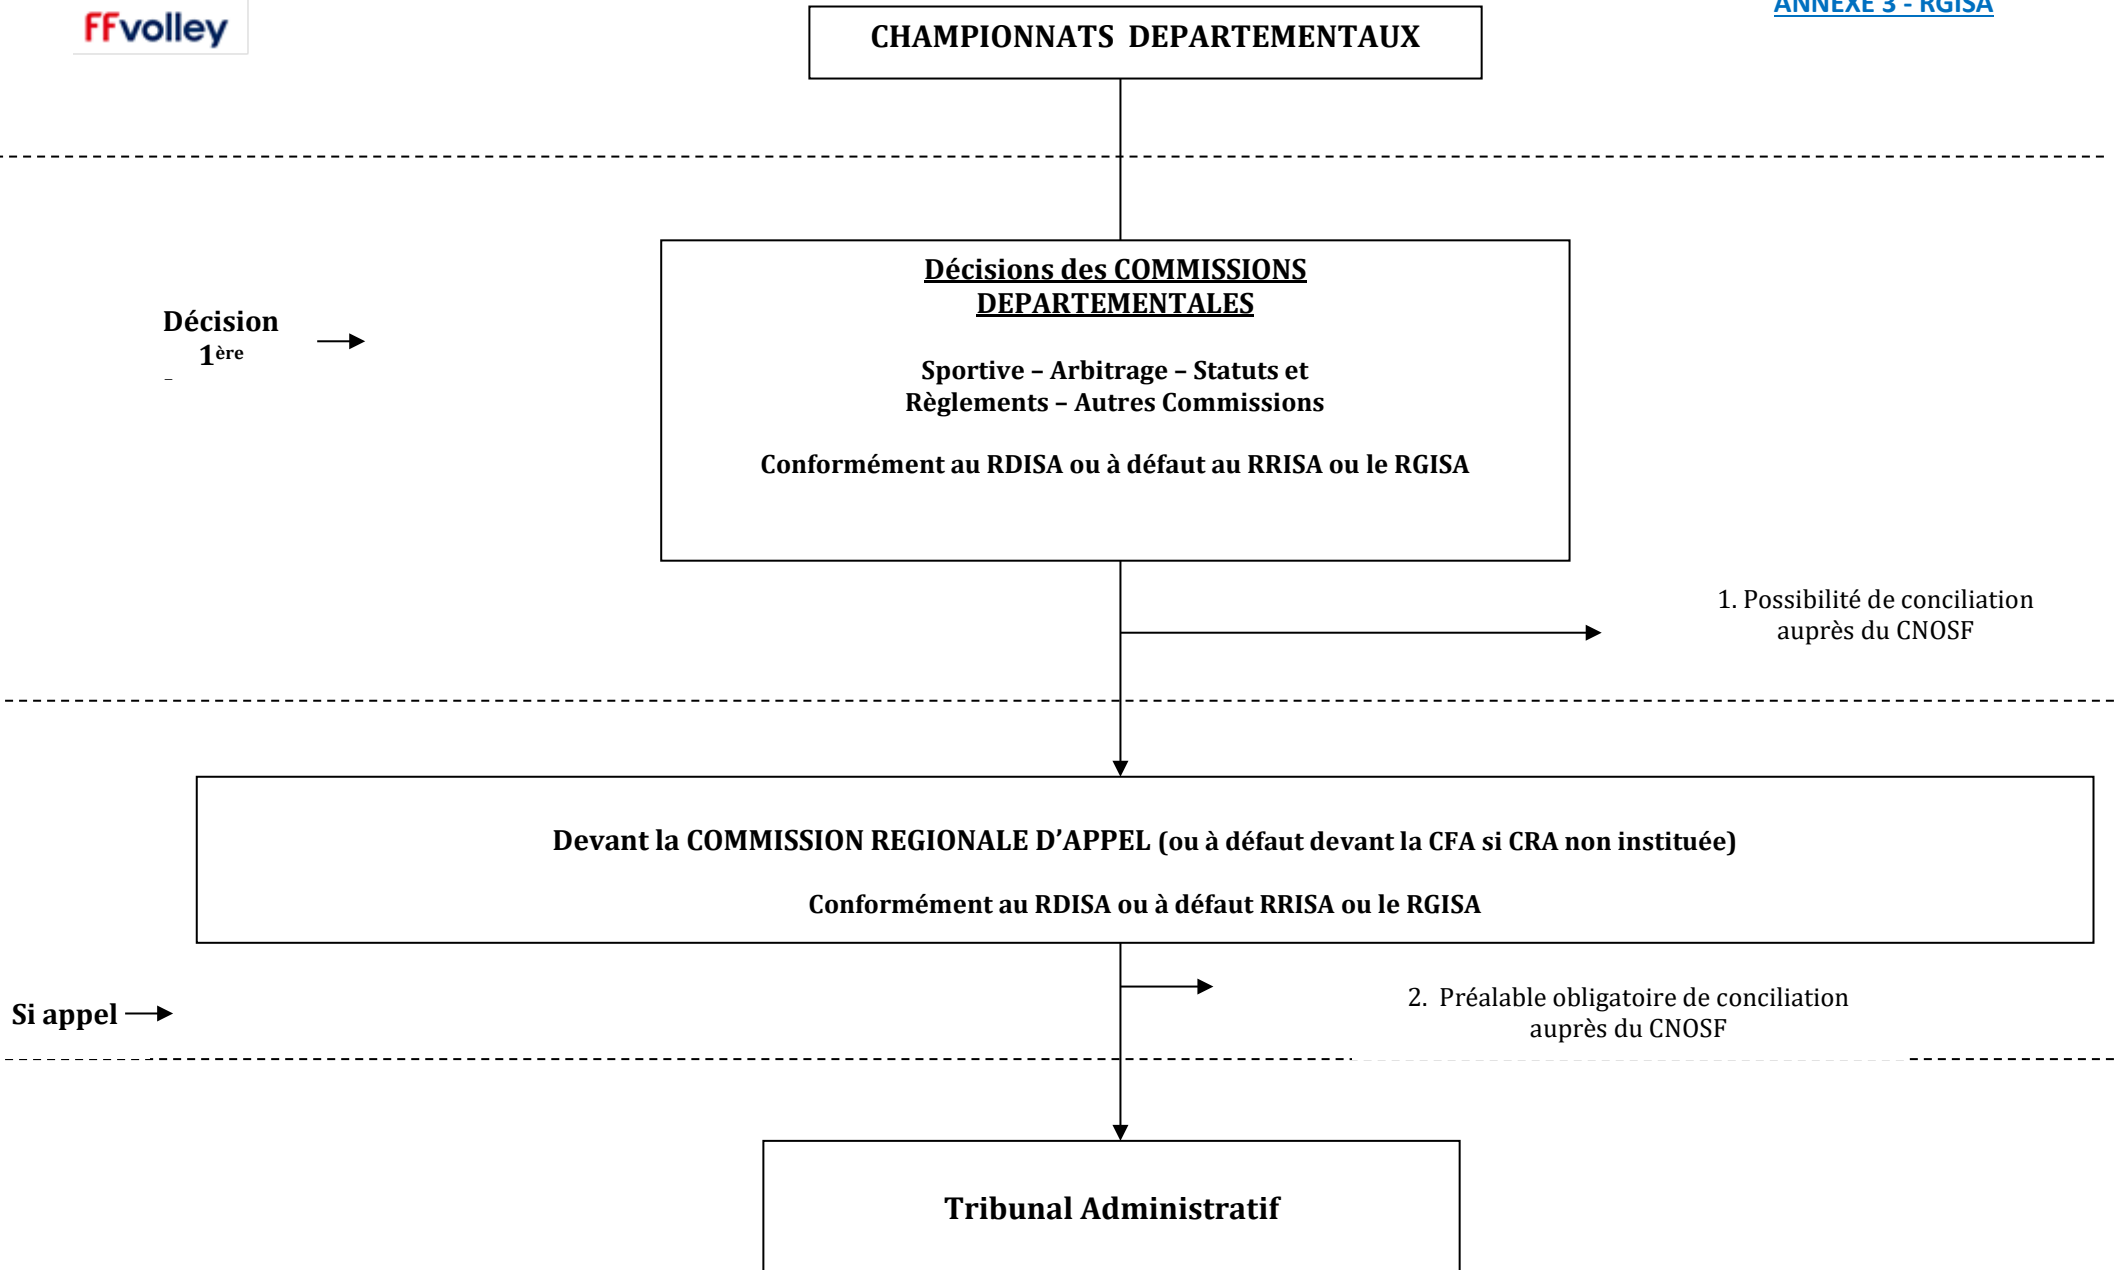 FFvolley
ANNEXE 3 - RGISA
CHAMPIONNATS DEPARTEMENTAUX
Décisions des COMMISSIONS
DEPARTEMENTALES
Décision
1ère
Sportive – Arbitrage – Statuts et
Règlements – Autres Commissions
Conformément au RDISA ou à défaut au RRISA ou le RGISA
1. Possibilité de conciliation
auprès du CNOSF
Devant la COMMISSION REGIONALE D’APPEL (ou à défaut devant la CFA si CRA non instituée)
Conformément au RDISA ou à défaut RRISA ou le RGISA
Si appel
2. Préalable obligatoire de conciliation
auprès du CNOSF
Tribunal Administratif